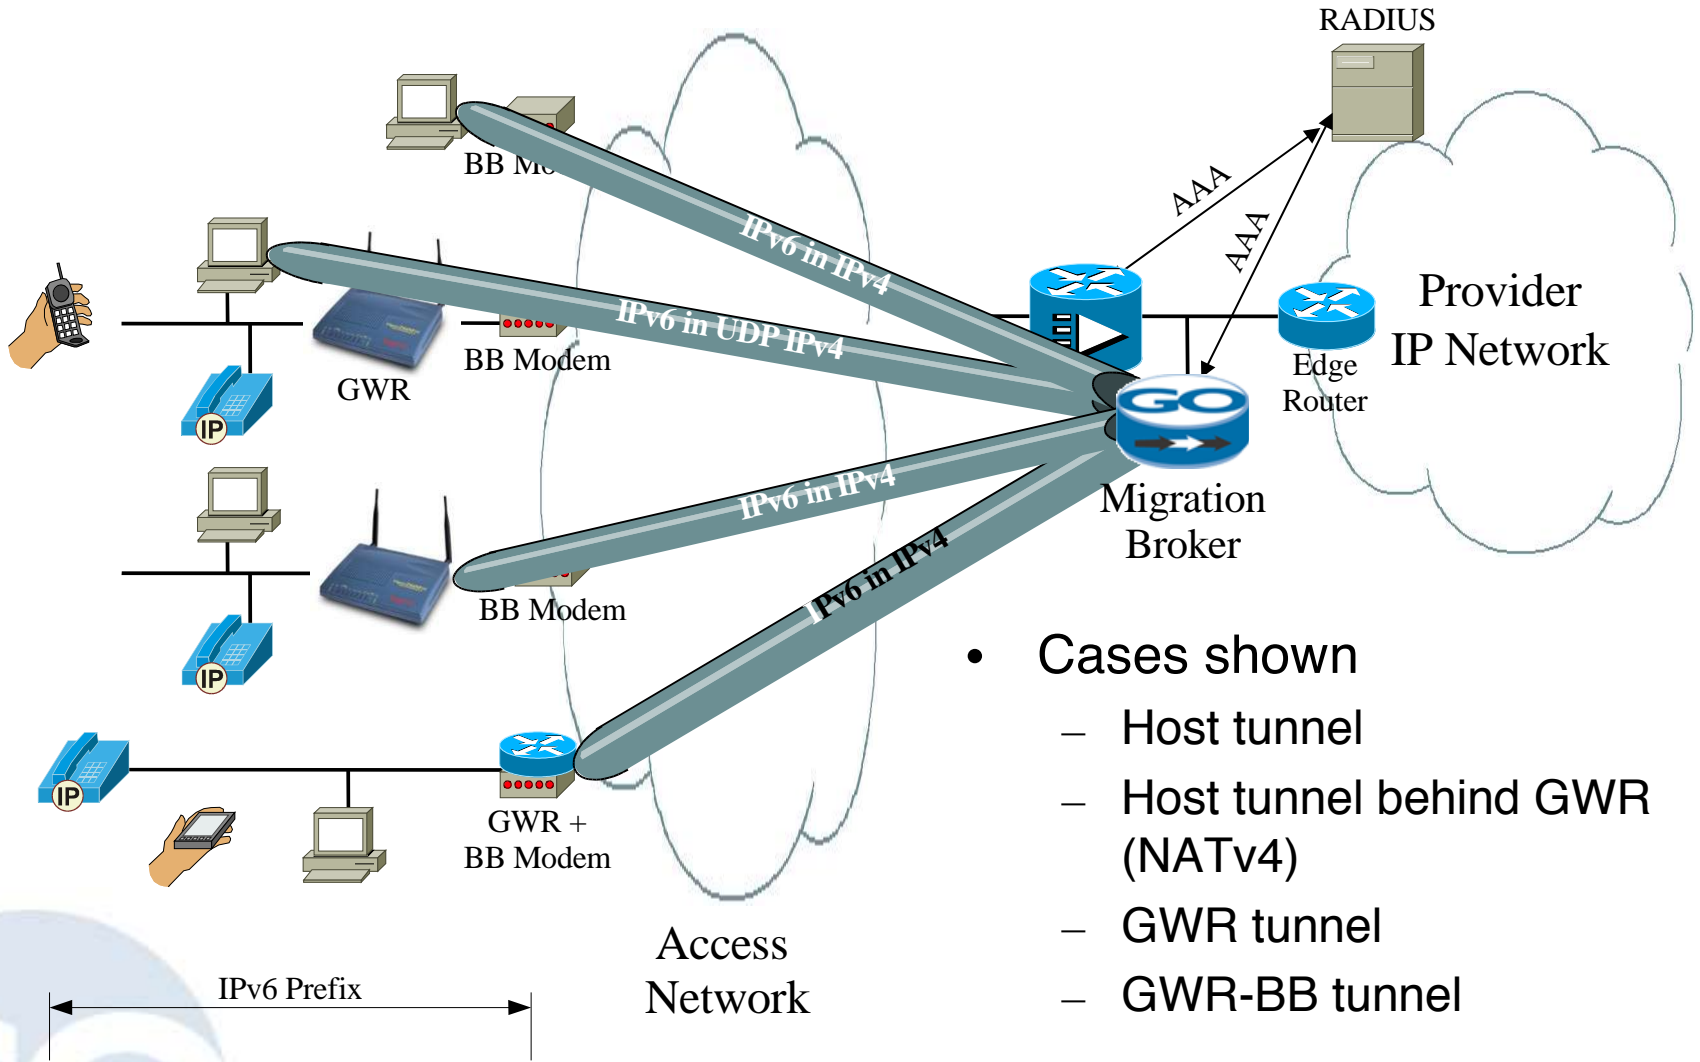 RADIUS
BB Mo
AAA
AAA
IPv6 in IPv4
Provider
IP Network
IPv6 in UDP IPv4
BB Modem
GWR
Edge
Router
IP
GO
IPv6 in IPv4
Migration
Broker
IPv6 in IPv4
BB Modem
IP
• Cases shown
– Host tunnel
– Host tunnel behind GWR
(NATv4)
– GWR tunnel
– GWR-BB tunnel
IP
GWR +
BB Modem
Access
Network
IPv6 Prefix